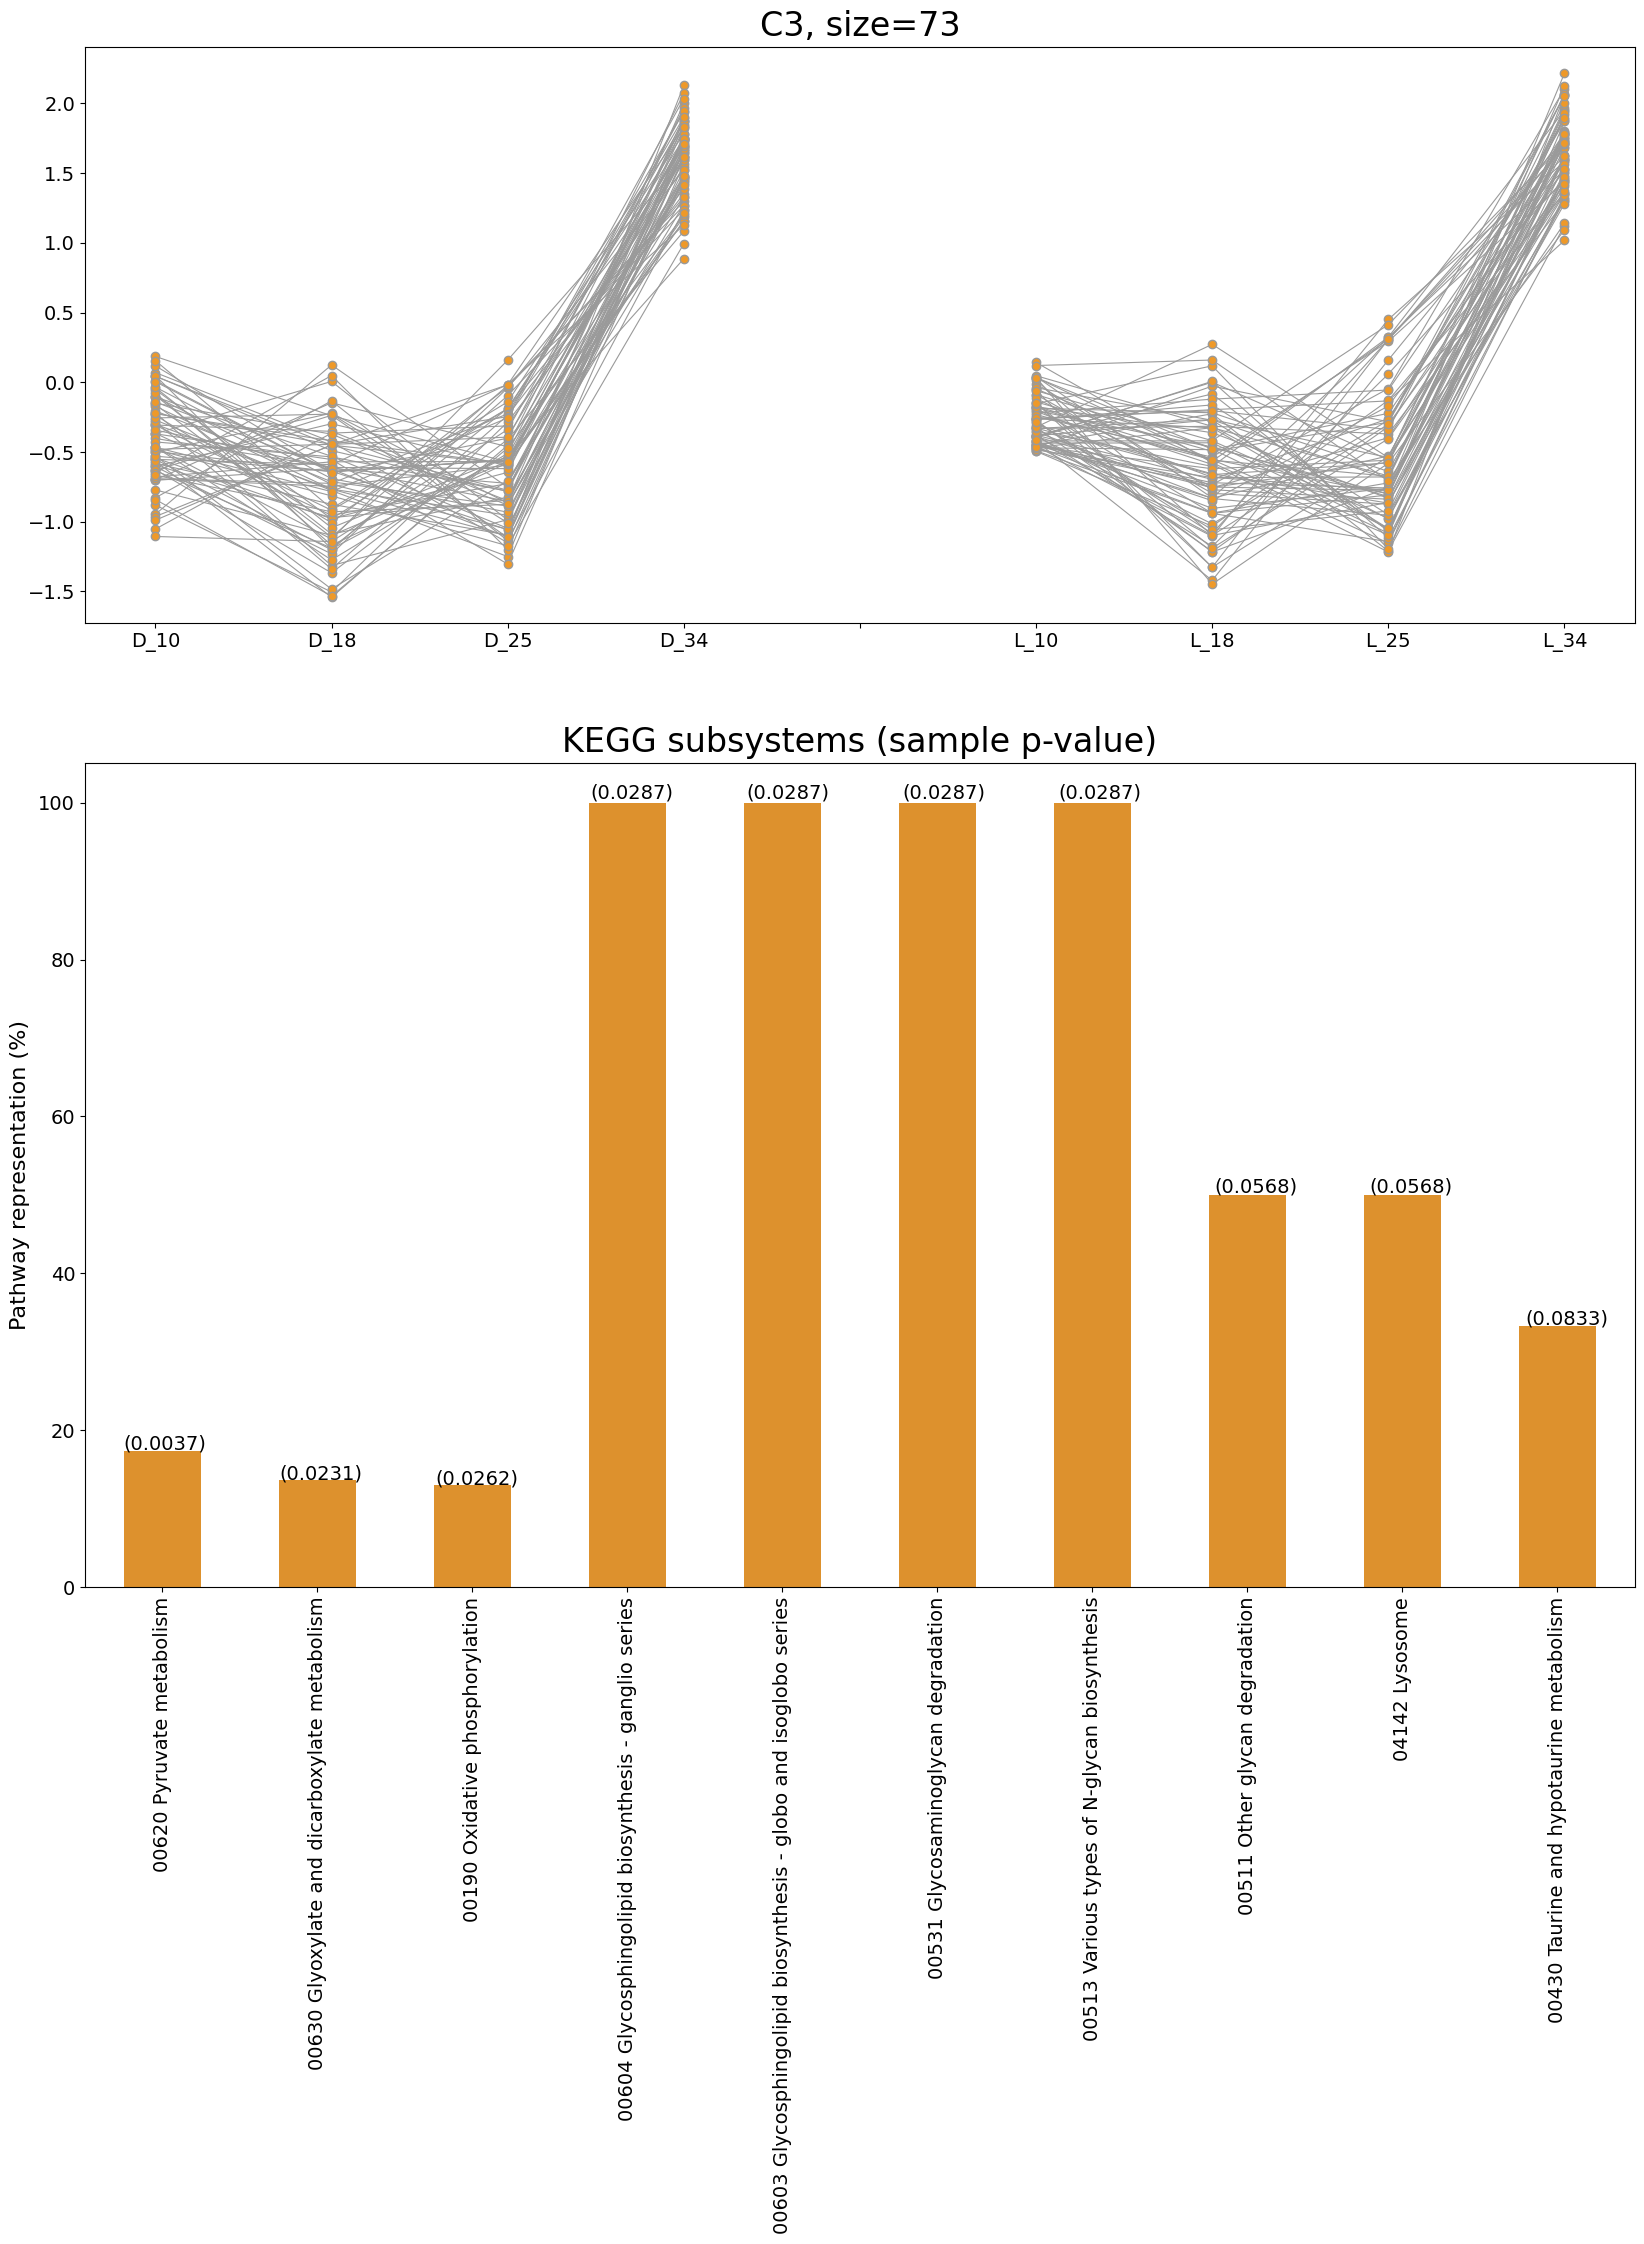 C3, size=73
2.0
1.5
1.0
0.5
0.0
−0.5
−1.0
−1.5
D_10 D_18 D_25 D_34 L_10 L_18 L_25 L_34
KEGG subsystems (sample p-value)
Pathway representation (%)
100
80
60
40
20
0
(0.0037)
(0.0231)
(0.0262)
(0.0287)
(0.0287)
(0.0287)
(0.0287)
(0.0568)
(0.0568)
(0.0833)
00620 Pyruvate metabolism
00630 Glyoxylate and dicarboxylate metabolism
00190 Oxidative phosphorylation
00604 Glycosphingolipid biosynthesis - ganglio series
00603 Glycosphingolipid biosynthesis - globo and isoglobo series
00531 Glycosaminoglycan degradation
00513 Various types of N-glycan biosynthesis
00511 Other glycan degradation
04142 Lysosome
00430 Taurine and hypotaurine metabolism